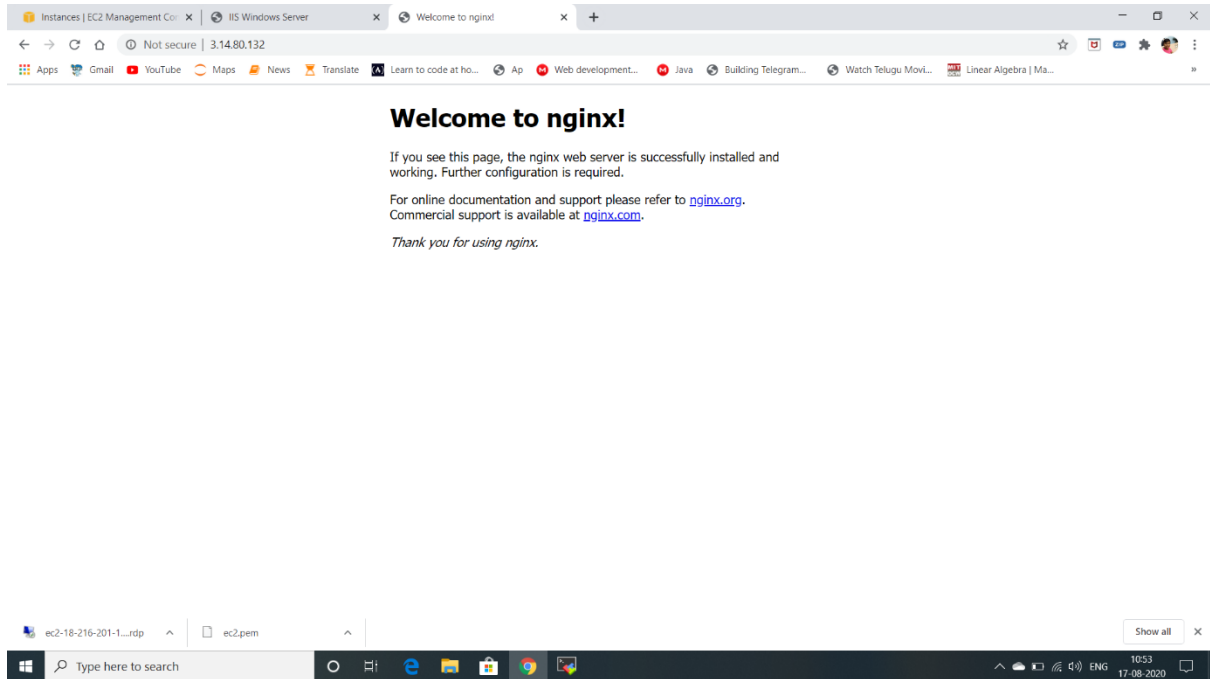 Instances | EC2 Management Cor
IIS Windows Server
Welcome to nginx!
Not secure | 3.14.80.132
Apps Gmail YouTube Maps News Translate Learn to code at ho... Ap Web development... Java Building Telegram... Watch Telugu Movi... Linear Algebra | Ma...
Welcome to nginx!
If you see this page, the nginx web server is successfully installed and
working. Further configuration is required.
For online documentation and support please refer to nginx.org.
Commercial support is available at nginx.com.
Thank you for using nginx.
ec2-18-216-201-1....rdp
ec2.pem
Show all
Type here to search
ENG
10:53
17-08-2020